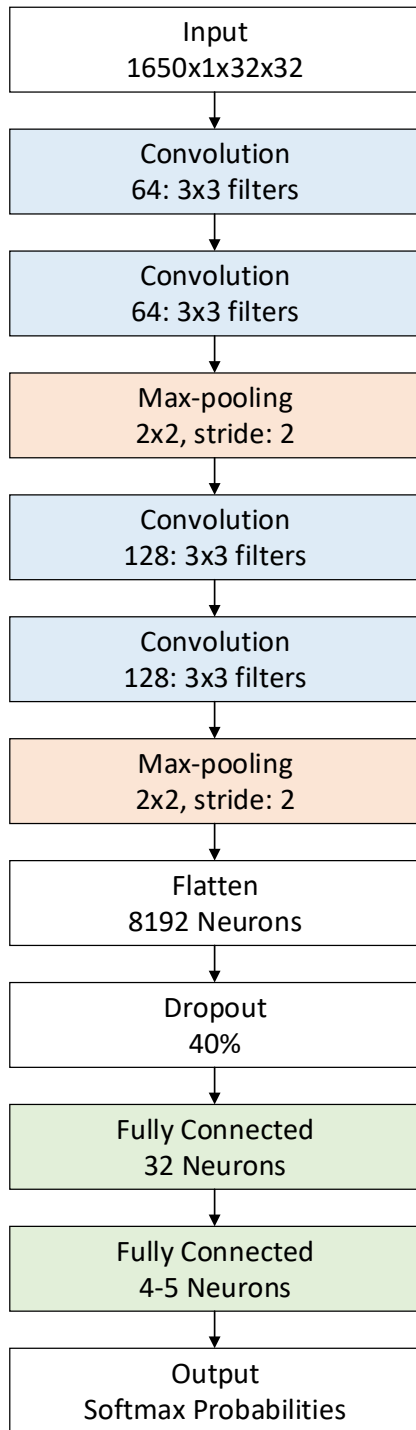 Input
1650x1x32x32
Convolution
64: 3x3 filters
Convolution
64: 3x3 filters
Max-pooling
2x2, stride: 2
Convolution
128: 3x3 filters
Convolution
128: 3x3 filters
Max-pooling
2x2, stride: 2
Flatten
8192 Neurons
Dropout
40%
Fully Connected
32 Neurons
Fully Connected
4-5 Neurons
Output
Softmax Probabilities